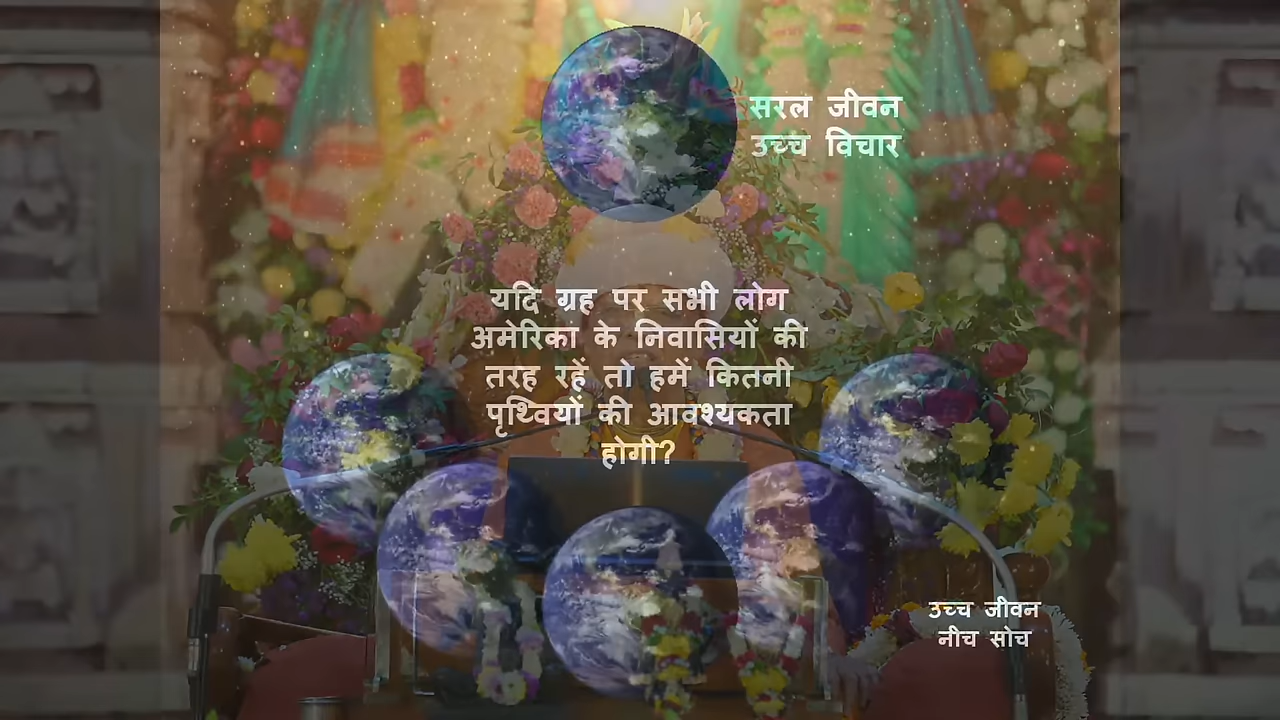 सरल जीवन
उच्च विचार
यदि ग्रह पर सभी लोग
अमेरिका के निवासियों की
तरह रहें तो हमें कितनी
पृथ्वियों की आवश्यकता
होगी?
उच्च जीवन
नीच सोच